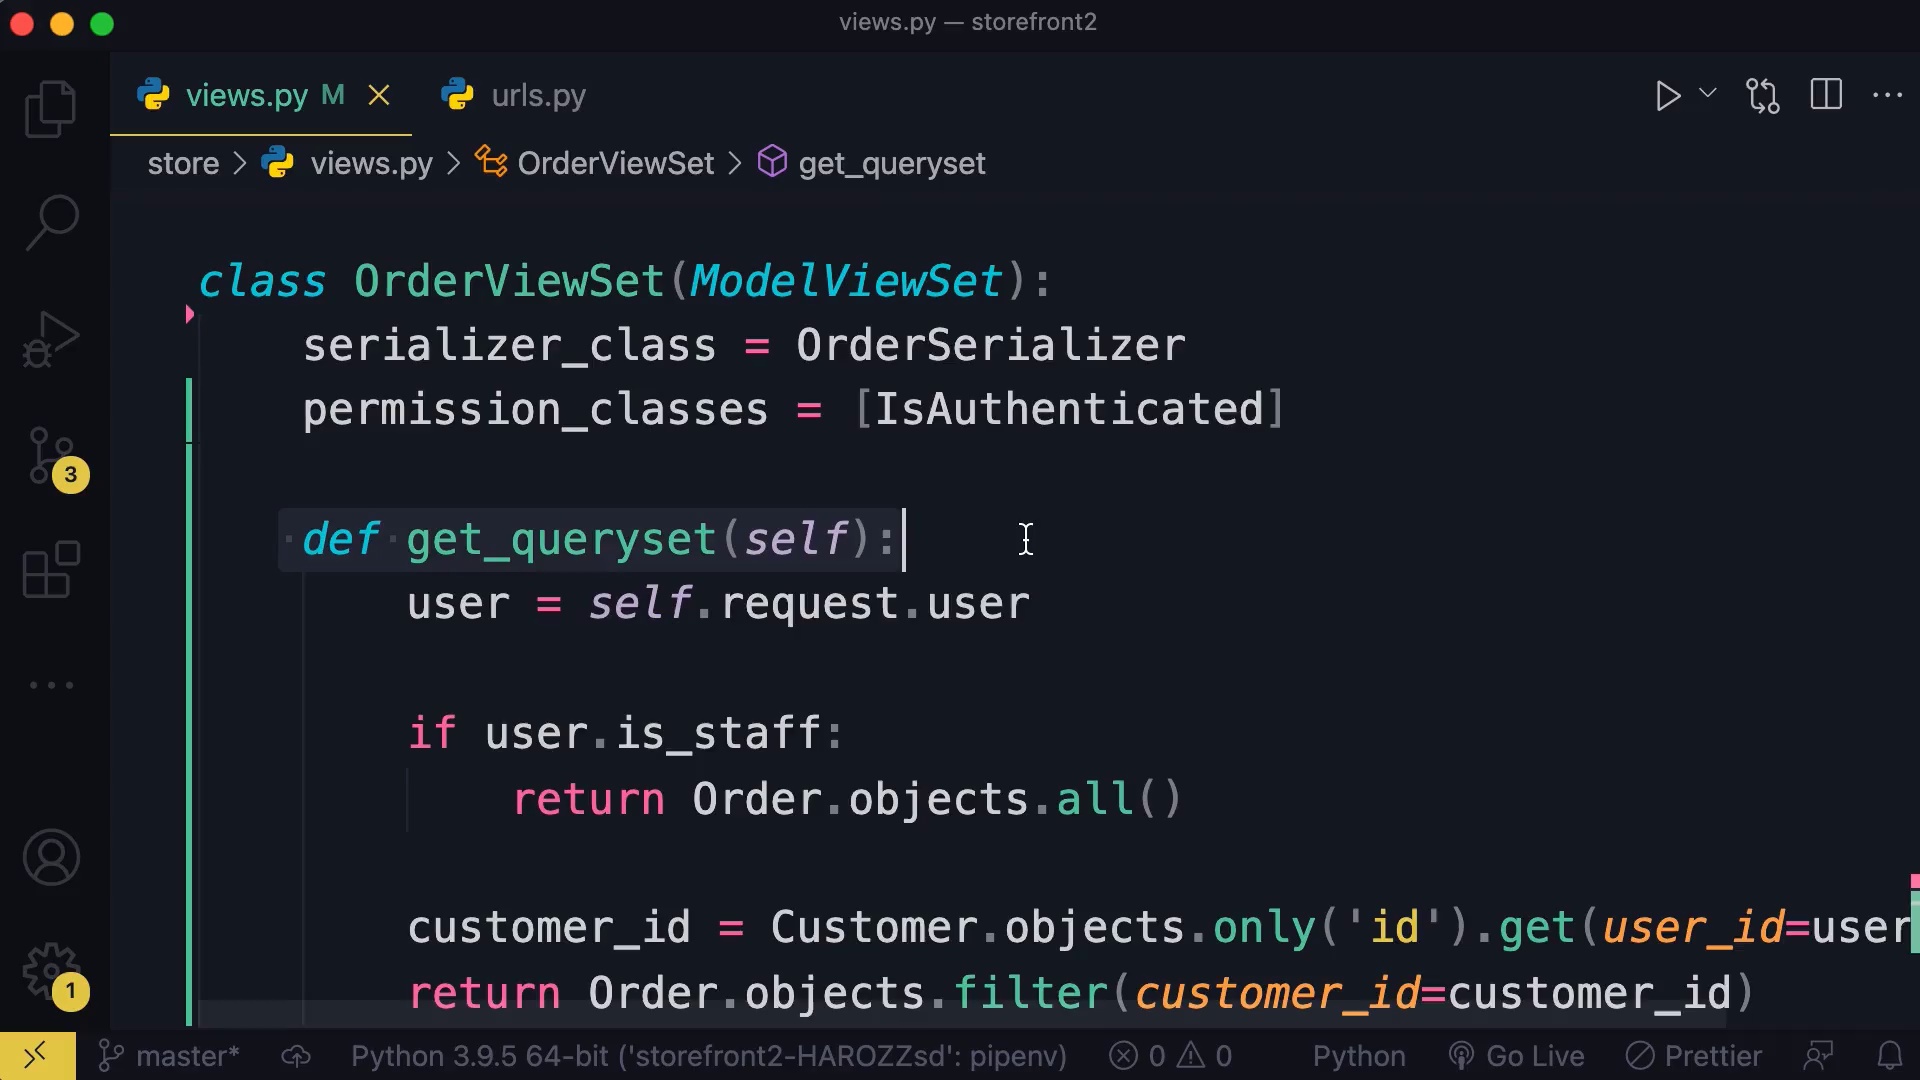 views.py — storefront2
views.py M urls.py
store > views.py > OrderViewSet > get_queryset
class OrderViewSet(ModelViewSet):
serializer_class = OrderSerializer
permission_classes = [IsAuthenticated]
def get_queryset(self):
user = self.request.user
if user.is_staff:
return Order.objects.all()
customer_id = Customer.objects.only('id').get(user_id=user
return Order.objects.filter(customer_id=customer_id)
3
1
master* Python 3.9.5 64-bit ('storefront2-HAROZZsd': pipenv) 0 0 Python Go Live Prettier